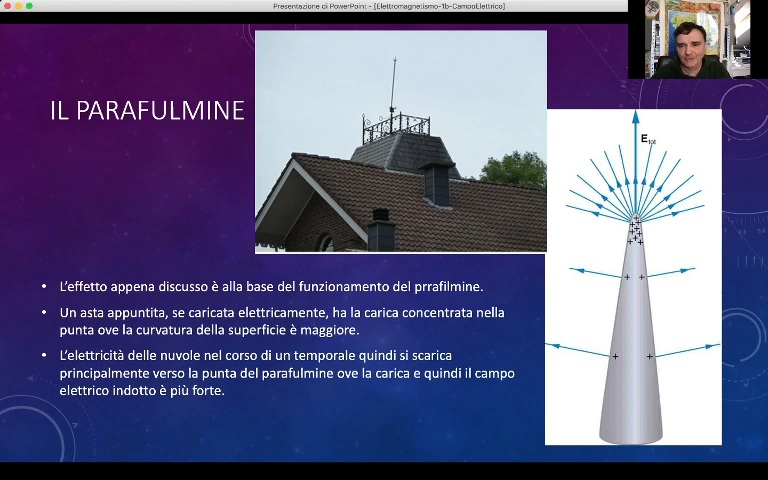 Presentazione di PowerPoint - [Elettromagnetismo-1b-CampoElettrico]
IL PARAFULMINE
E tot
• L'effetto appena discusso è alla base del funzionamento del prrafilmine.
• Un asta appuntita, se caricata elettricamente, ha la carica concentrata nella
punta ove la curvatura della superficie è maggiore.
• L'elettricità delle nuvole nel corso di un temporale quindi si scarica
principalmente verso la punta del parafulmine ove la carica e quindi il campo
elettrico indotto è più forte.